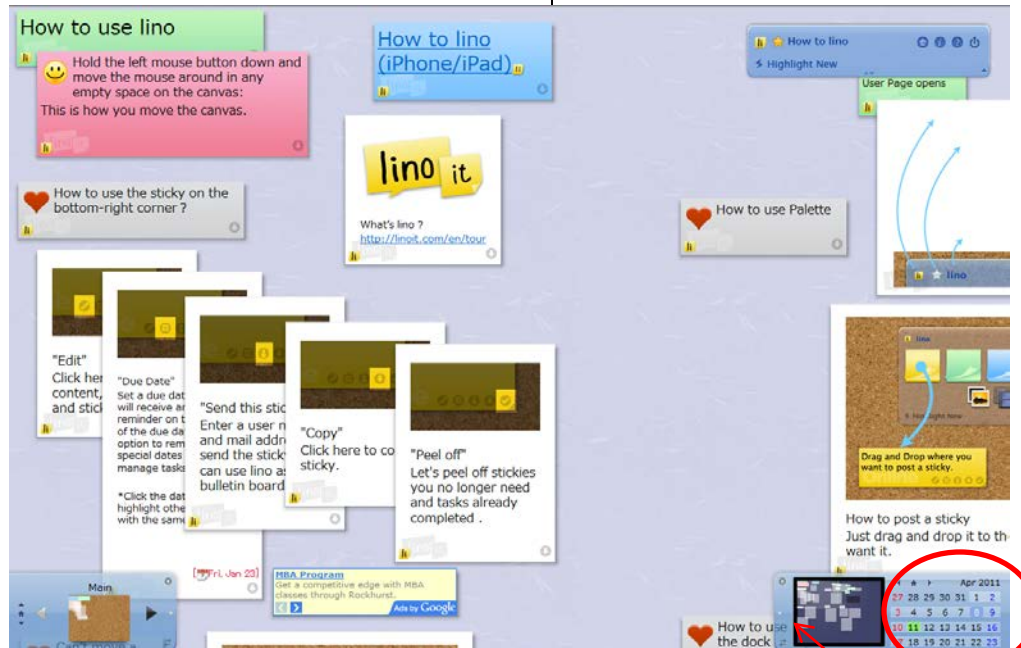 How to use lino
Hold the left mouse button down and
move the mouse around in any
empty space on the canvas:
This is how you move the canvas.
How to lino
(iPhone/iPad)
How to lino
Highlight New
User Page opens
lino it
What's lino ?
http://linoit.com/en/tour
How to use the sticky on the
bottom-right corner ?
How to use Palette
lino
"Edit"
Click her
content,
and stick
"Due Date"
Set a due dat
will receive an
reminder on t
of the due da
option to rem
special dates
manage tasks
*Click the dat
highlight othe
with the same
[Fri, Jan 23]
"Send this stic
Enter a user n
and mail addr
send the stick
can use lino as
bulletin board
"Copy"
Click here to co
sticky.
"Peel off"
Let's peel off stickies
you no longer need
and tasks already
completed .
lino
Highlight New
Drag and Drop where you
want to post a sticky.
How to post a sticky
Just drag and drop it to th
want it.
Main
Can't move a
MBA Program
Get a competitive edge with MBA
classes through Rockhurst.
Ads by Google
How to use
the dock
Apr 2011
27 28 29 30 31 1 2
3 4 5 6 7 8 9
10 11 12 13 14 15 16
17 18 19 20 21 22 23